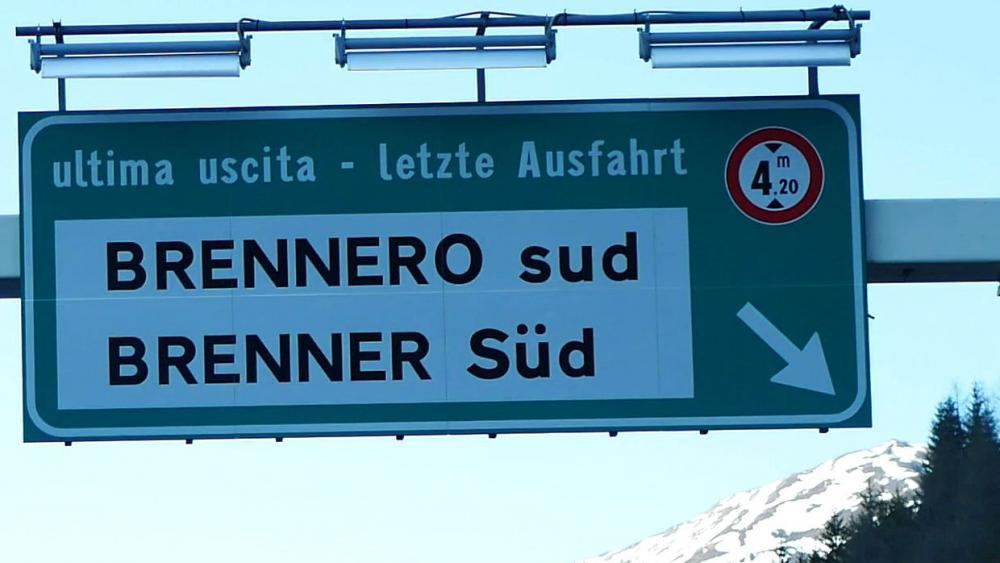 ultima uscita - letzte Ausfahrt
4,20 m
BRENNERO sud
BRENNER Süd